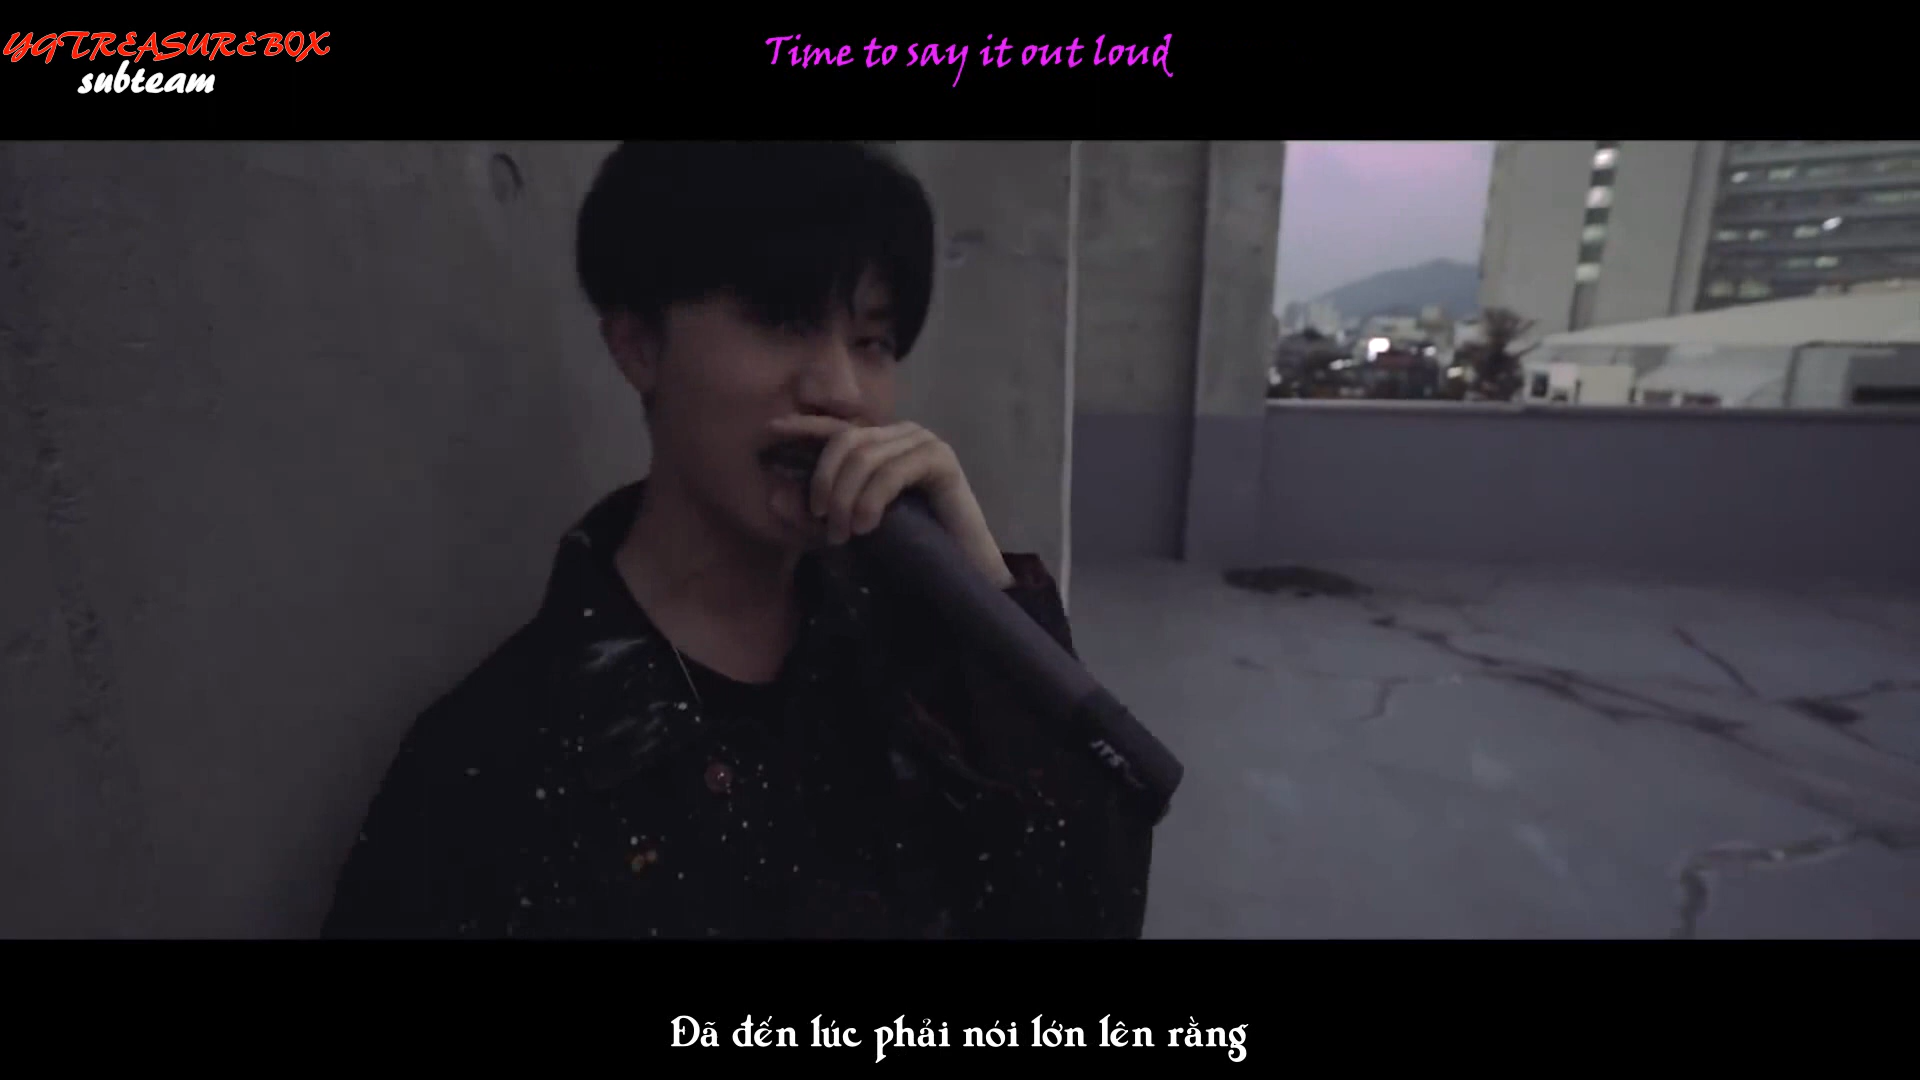 YGTREASUREBOX
subteam
Time to say it out loud
Đã đến lúc phải nói lớn lên rằng